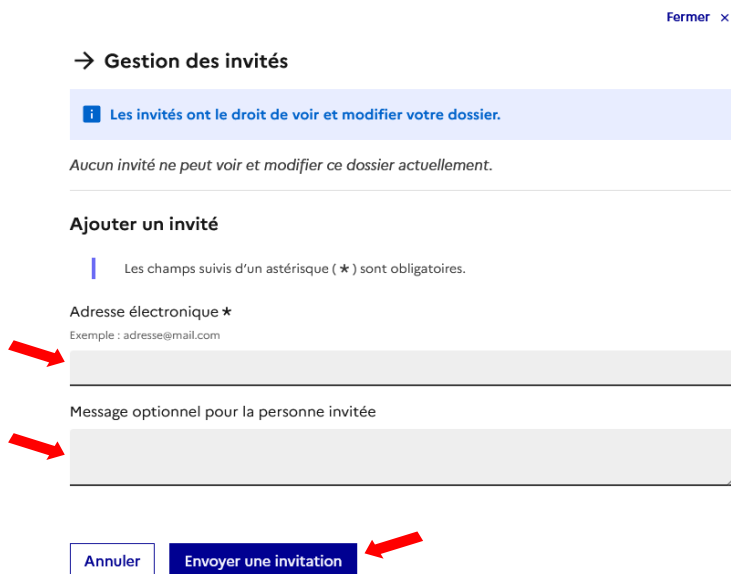 Fermer ×
→ Gestion des invités
i Les invités ont le droit de voir et modifier votre dossier.
Aucun invité ne peut voir et modifier ce dossier actuellement.
Ajouter un invité
Les champs suivis d’un astérisque ( * ) sont obligatoires.
Adresse électronique *
Exemple : adresse@mail.com
Message optionnel pour la personne invitée
Annuler Envoyer une invitation